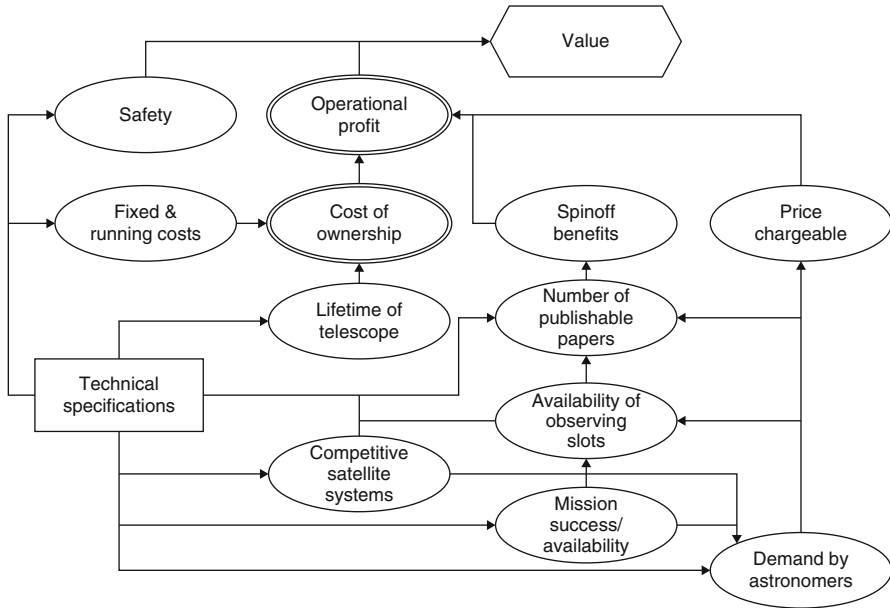 Value
Safety
Operational
profit
Fixed &
running costs
Cost of
ownership
Spinoff
benefits
Price
chargeable
Lifetime of
telescope
Number of
publishable
papers
Technical
specifications
Availability of
observing
slots
Competitive
satellite
systems
Mission
success/
availability
Demand by
astronomers